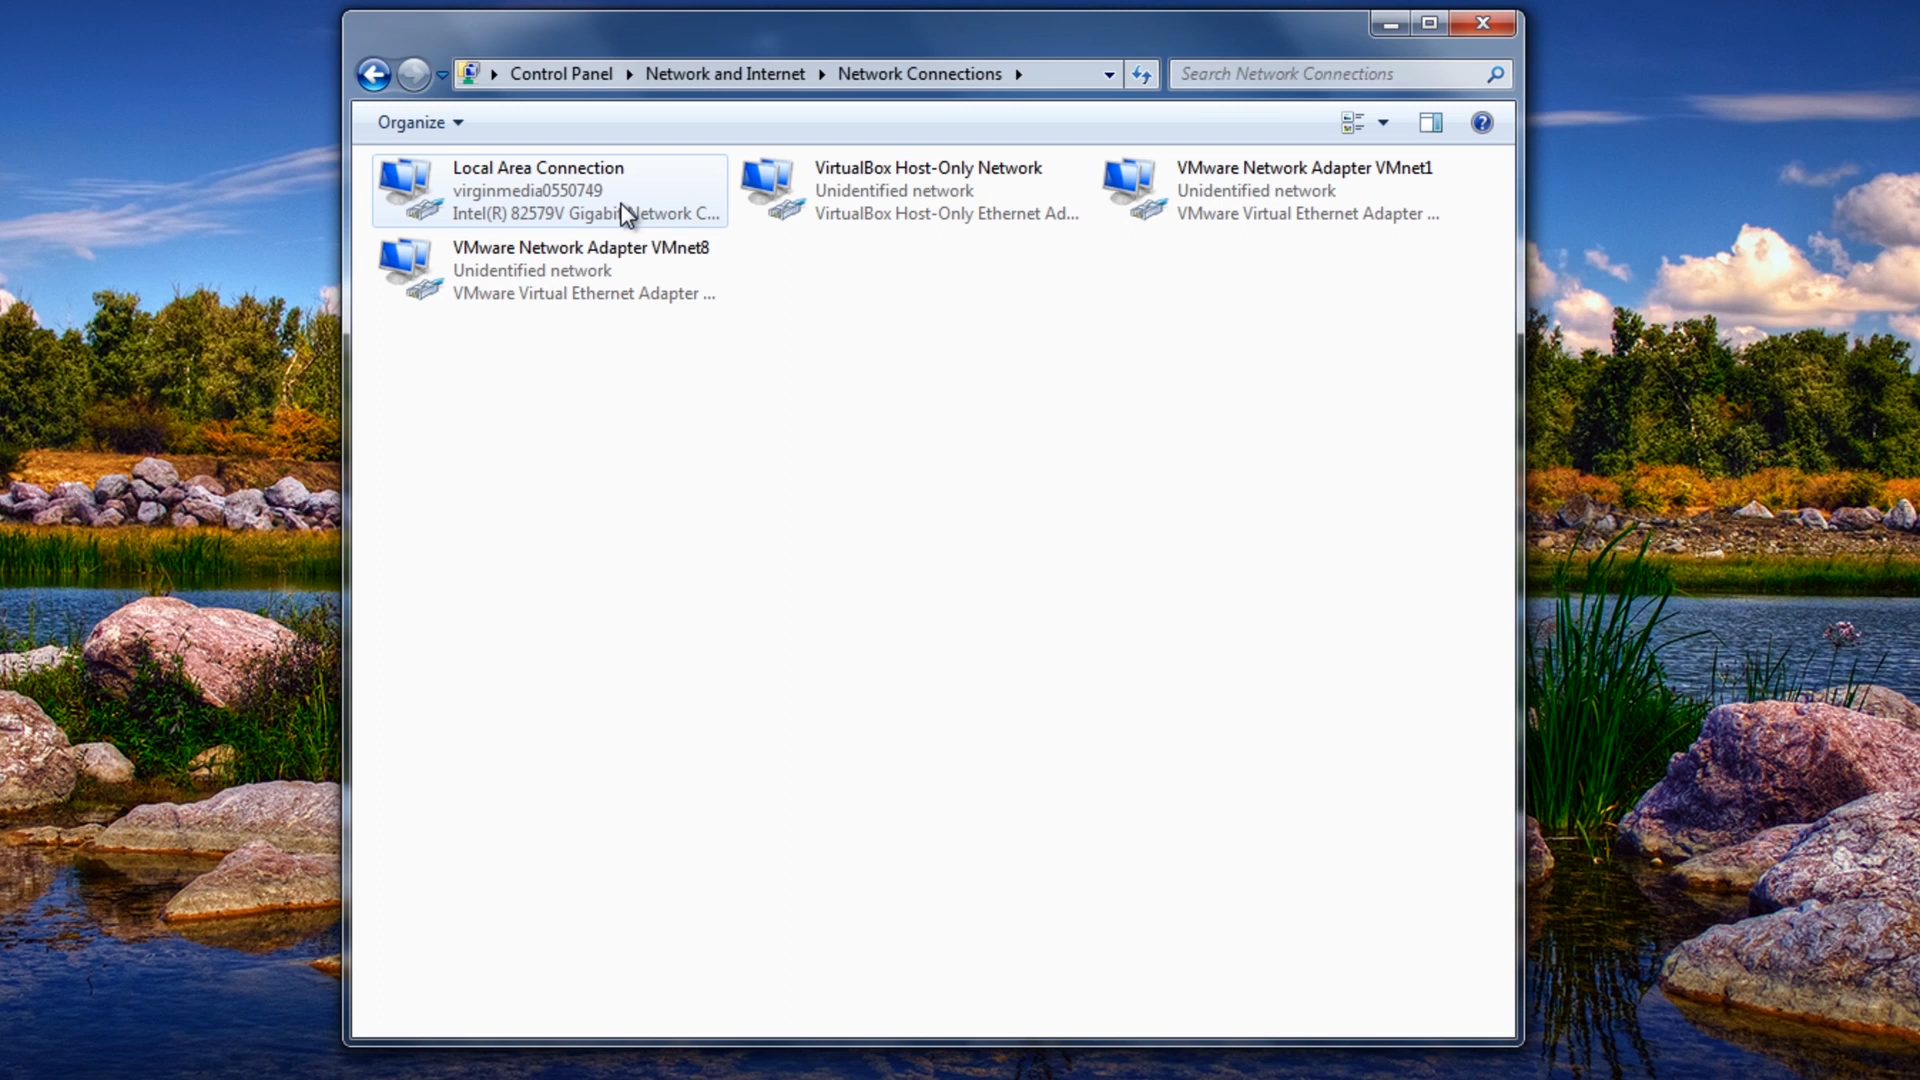 Control Panel Network and Internet Network Connections
Search Network Connections
Organize
Local Area Connection
virginmedia0550749
Intel(R) 82579V Gigabit Network C...
VirtualBox Host-Only Network
Unidentified network
VirtualBox Host-Only Ethernet Ad...
VMware Network Adapter VMnet1
Unidentified network
VMware Virtual Ethernet Adapter ...
VMware Network Adapter VMnet8
Unidentified network
VMware Virtual Ethernet Adapter ...